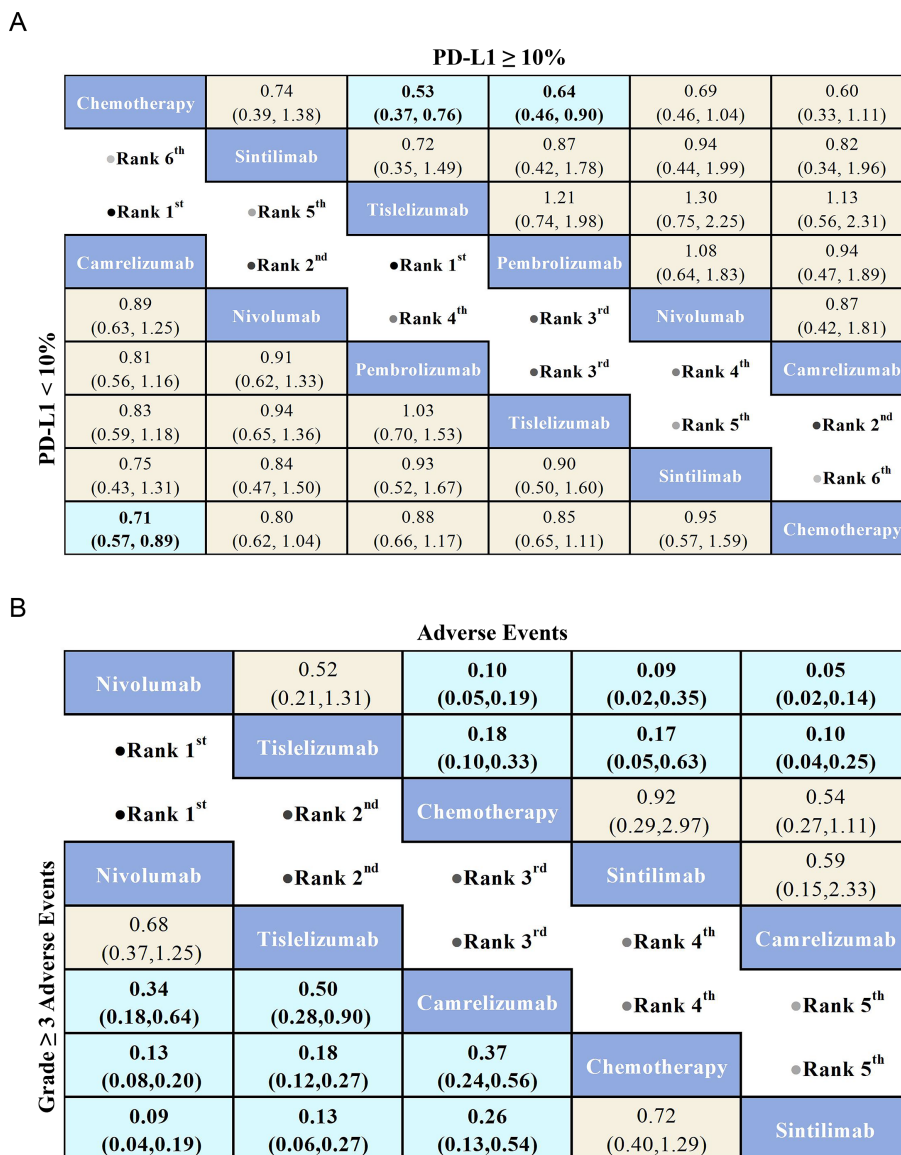 A
PD-L1 ≥ 10%
Chemotherapy 0.74 0.53 0.64 0.69 0.60
(0.39, 1.38) (0.37, 0.76) (0.46, 0.90) (0.46, 1.04) (0.33, 1.11)
●Rank 6th Sintilimab 0.72 0.87 0.94 0.82
(0.35, 1.49) (0.42, 1.78) (0.44, 1.99) (0.34, 1.96)
●Rank 1st ●Rank 5th Tislelizumab 1.21 1.30 1.13
(0.74, 1.98) (0.75, 2.25) (0.56, 2.31)
Camrelizumab ●Rank 2nd ●Rank 1st Pembrolizumab 1.08 0.94
(0.64, 1.83) (0.47, 1.89)
0.89 Nivolumab ●Rank 4th ●Rank 3rd Nivolumab 0.87
(0.63, 1.25) (0.42, 1.81)
0.81 0.91 Pembrolizumab ●Rank 3rd ●Rank 4th Camrelizumab
(0.56, 1.16) (0.62, 1.33)
0.83 0.94 1.03 Tislelizumab ●Rank 5th ●Rank 2nd
(0.59, 1.18) (0.65, 1.36) (0.70, 1.53)
0.75 0.84 0.93 0.90 Sintilimab ●Rank 6th
(0.43, 1.31) (0.47, 1.50) (0.52, 1.67) (0.50, 1.60)
0.71 0.80 0.88 0.85 0.95 Chemotherapy
(0.57, 0.89) (0.62, 1.04) (0.66, 1.17) (0.65, 1.11) (0.57, 1.59)
PD-L1 < 10%
B
Adverse Events
Nivolumab 0.52 0.10 0.09 0.05
(0.21,1.31) (0.05,0.19) (0.02,0.35) (0.02,0.14)
●Rank 1st Tislelizumab 0.18 0.17 0.10
(0.10,0.33) (0.05,0.63) (0.04,0.25)
●Rank 1st ●Rank 2nd Chemotherapy 0.92 0.54
(0.29,2.97) (0.27,1.11)
Nivolumab ●Rank 2nd ●Rank 3rd Sintilimab 0.59
(0.15,2.33)
0.68 Tislelizumab ●Rank 3rd ●Rank 4th Camrelizumab
(0.37,1.25)
0.34 0.50 Camrelizumab ●Rank 4th ●Rank 5th
(0.18,0.64) (0.28,0.90)
0.13 0.18 0.37 Chemotherapy ●Rank 5th
(0.08,0.20) (0.12,0.27) (0.24,0.56)
0.09 0.13 0.26 0.72 Sintilimab
(0.04,0.19) (0.06,0.27) (0.13,0.54) (0.40,1.29)
Grade ≥ 3 Adverse Events